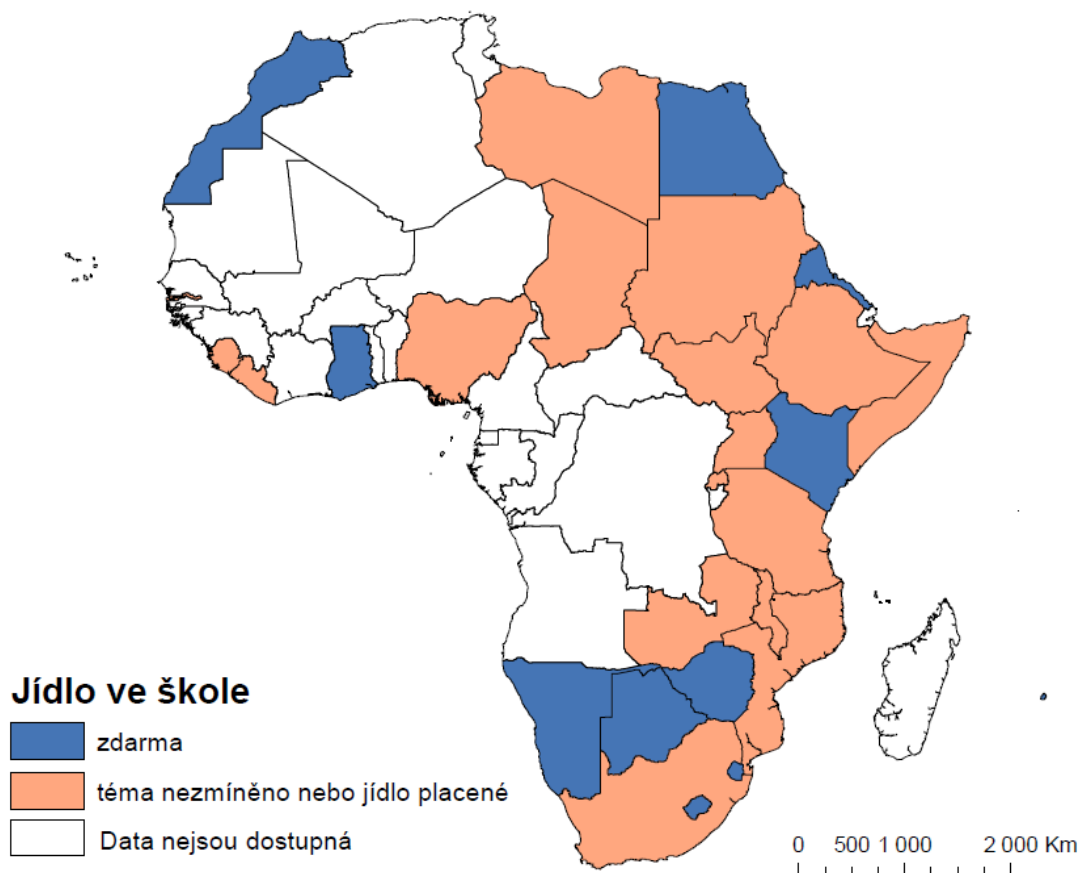 Jídlo ve škole
zdarma
téma nezmíněno nebo jídlo placené
Data nejsou dostupná
0 500 1 000 2 000 Km